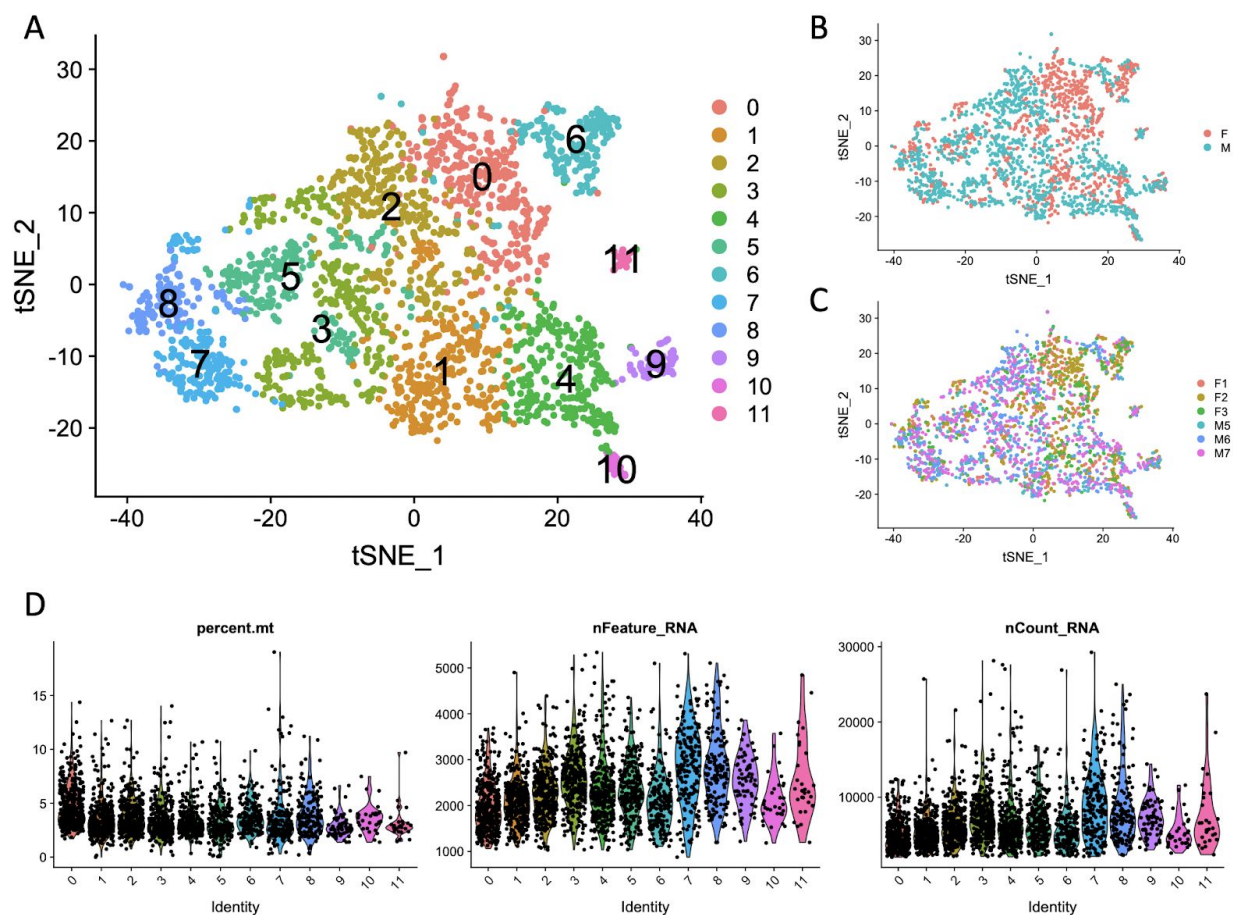 A
30
20
10
0
-10
-20
tSNE_2
-40 -20 0 20 40
tSNE_1
0
1
2
3
4
5
6
7
8
9
10
11
6
0
2
11
5
8
3
7
1
4
9
10
B
30
20
10
0
-10
-20
tSNE_2
-40 -20 0 20 40
tSNE_1
F
M
C
30
20
10
0
-10
-20
tSNE_2
-40 -20 0 20 40
tSNE_1
F1
F2
F3
M5
M6
M7
D
percent.mt
15
10
5
0
0 1 2 3 4 5 6 7 8 9 10 11
Identity
nFeature_RNA
5000
4000
3000
2000
1000
0 1 2 3 4 5 6 7 8 9 10 11
Identity
nCount_RNA
30000
20000
10000
0 1 2 3 4 5 6 7 8 9 10 11
Identity